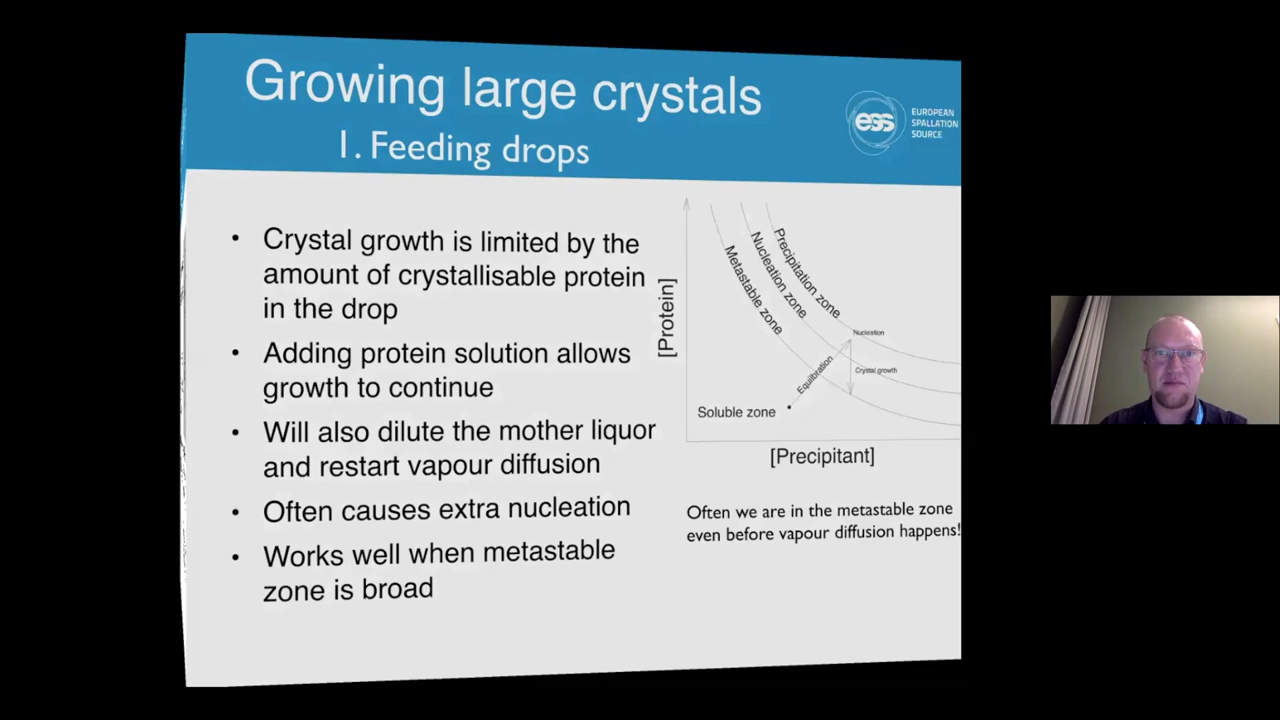 Growing large crystals
1. Feeding drops
ess
EUROPEAN
SPALLATION
SOURCE
• Crystal growth is limited by the
amount of crystallisable protein
in the drop
• Adding protein solution allows
growth to continue
• Will also dilute the mother liquor
and restart vapour diffusion
• Often causes extra nucleation
• Works well when metastable
zone is broad
[Protein]
Metastable zone
Nucleation zone
Precipitation zone
Nucleation
Crystal growth
Equilibration
Soluble zone
[Precipitant]
Often we are in the metastable zone
even before vapour diffusion happens!